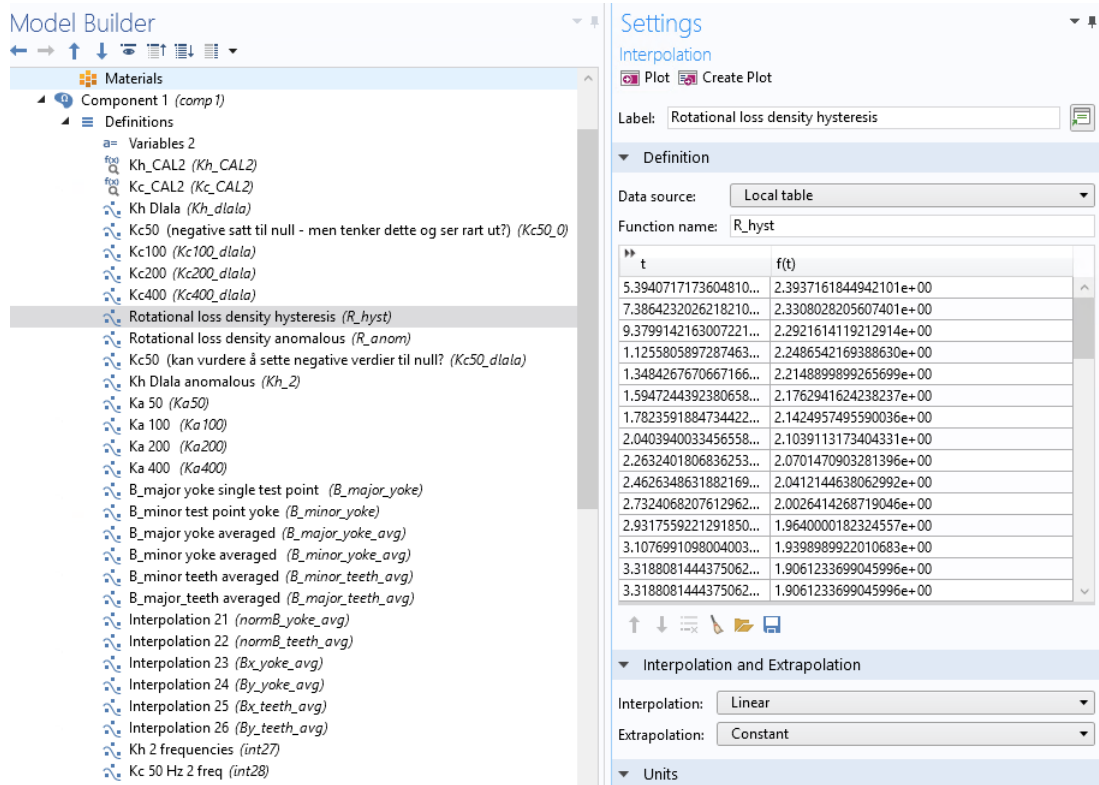 Model Builder
Materials
Component 1 (comp1)
Definitions
a= Variables 2
f(x) Kh_CAL2 (Kh_CAL2)
f(x) Kc_CAL2 (Kc_CAL2)
Kh Dlala (Kh_dlala)
Kc50 (negative satt til null - men tenker dette og ser rart ut?) (Kc50_0)
Kc100 (Kc100_dlala)
Kc200 (Kc200_dlala)
Kc400 (Kc400_dlala)
Rotational loss density hysteresis (R_hyst)
Rotational loss density anomalous (R_anom)
Kc50 (kan vurdere å sette negative verdier til null? (Kc50_dlala)
Kh Dlala anomalous (Kh_2)
Ka 50 (Ka50)
Ka 100 (Ka100)
Ka 200 (Ka200)
Ka 400 (Ka400)
B_major yoke single test point (B_major_yoke)
B_minor test point yoke (B_minor_yoke)
B_major yoke averaged (B_major_yoke_avg)
B_minor yoke averaged (B_minor_yoke_avg)
B_minor teeth averaged (B_minor_teeth_avg)
B_major_teeth averaged (B_major_teeth_avg)
Interpolation 21 (normB_yoke_avg)
Interpolation 22 (normB_teeth_avg)
Interpolation 23 (Bx_yoke_avg)
Interpolation 24 (By_yoke_avg)
Interpolation 25 (Bx_teeth_avg)
Interpolation 26 (By_teeth_avg)
Kh 2 frequencies (int27)
Kc 50 Hz 2 freq (int28)
Settings
Interpolation
Plot Create Plot
Label: Rotational loss density hysteresis
Definition
Data source: Local table
Function name: R_hyst
t f(t)
5.3940717173604810... 2.3937161844942101e+00
7.3864232026218210... 2.3308028205607401e+00
9.3799142163007221... 2.2921614119212914e+00
1.1255805897287463... 2.2486542169388630e+00
1.3484267670667166... 2.2148899899265699e+00
1.5947244392380658... 2.1762941624238237e+00
1.7823591884734422... 2.1424957495590036e+00
2.0403940033456558... 2.1039113173404331e+00
2.2632401806836253... 2.0701470903281396e+00
2.4626348631882169... 2.0412144638062992e+00
2.7324068207612962... 2.0026414268719046e+00
2.9317559221291850... 1.9640000182324557e+00
3.1076991098004003... 1.9398989922010683e+00
3.3188081444375062... 1.9061233699045996e+00
3.3188081444375062... 1.9061233699045996e+00
Interpolation and Extrapolation
Interpolation: Linear
Extrapolation: Constant
Units